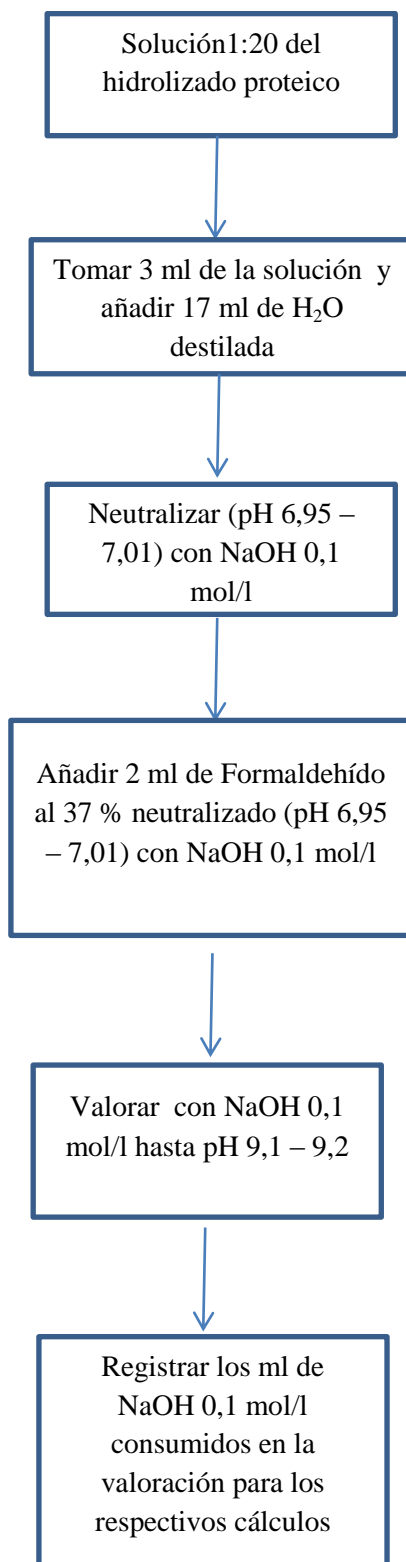 Solución1:20 del
hidrolizado proteico
Tomar 3 ml de la solución y
añadir 17 ml de H₂O
destilada
Neutralizar (pH 6,95 –
7,01) con NaOH 0,1
mol/l
Añadir 2 ml de Formaldehído
al 37 % neutralizado (pH 6,95
– 7,01) con NaOH 0,1 mol/l
Valorar con NaOH 0,1
mol/l hasta pH 9,1 – 9,2
Registrar los ml de
NaOH 0,1 mol/l
consumidos en la
valoración para los
respectivos cálculos